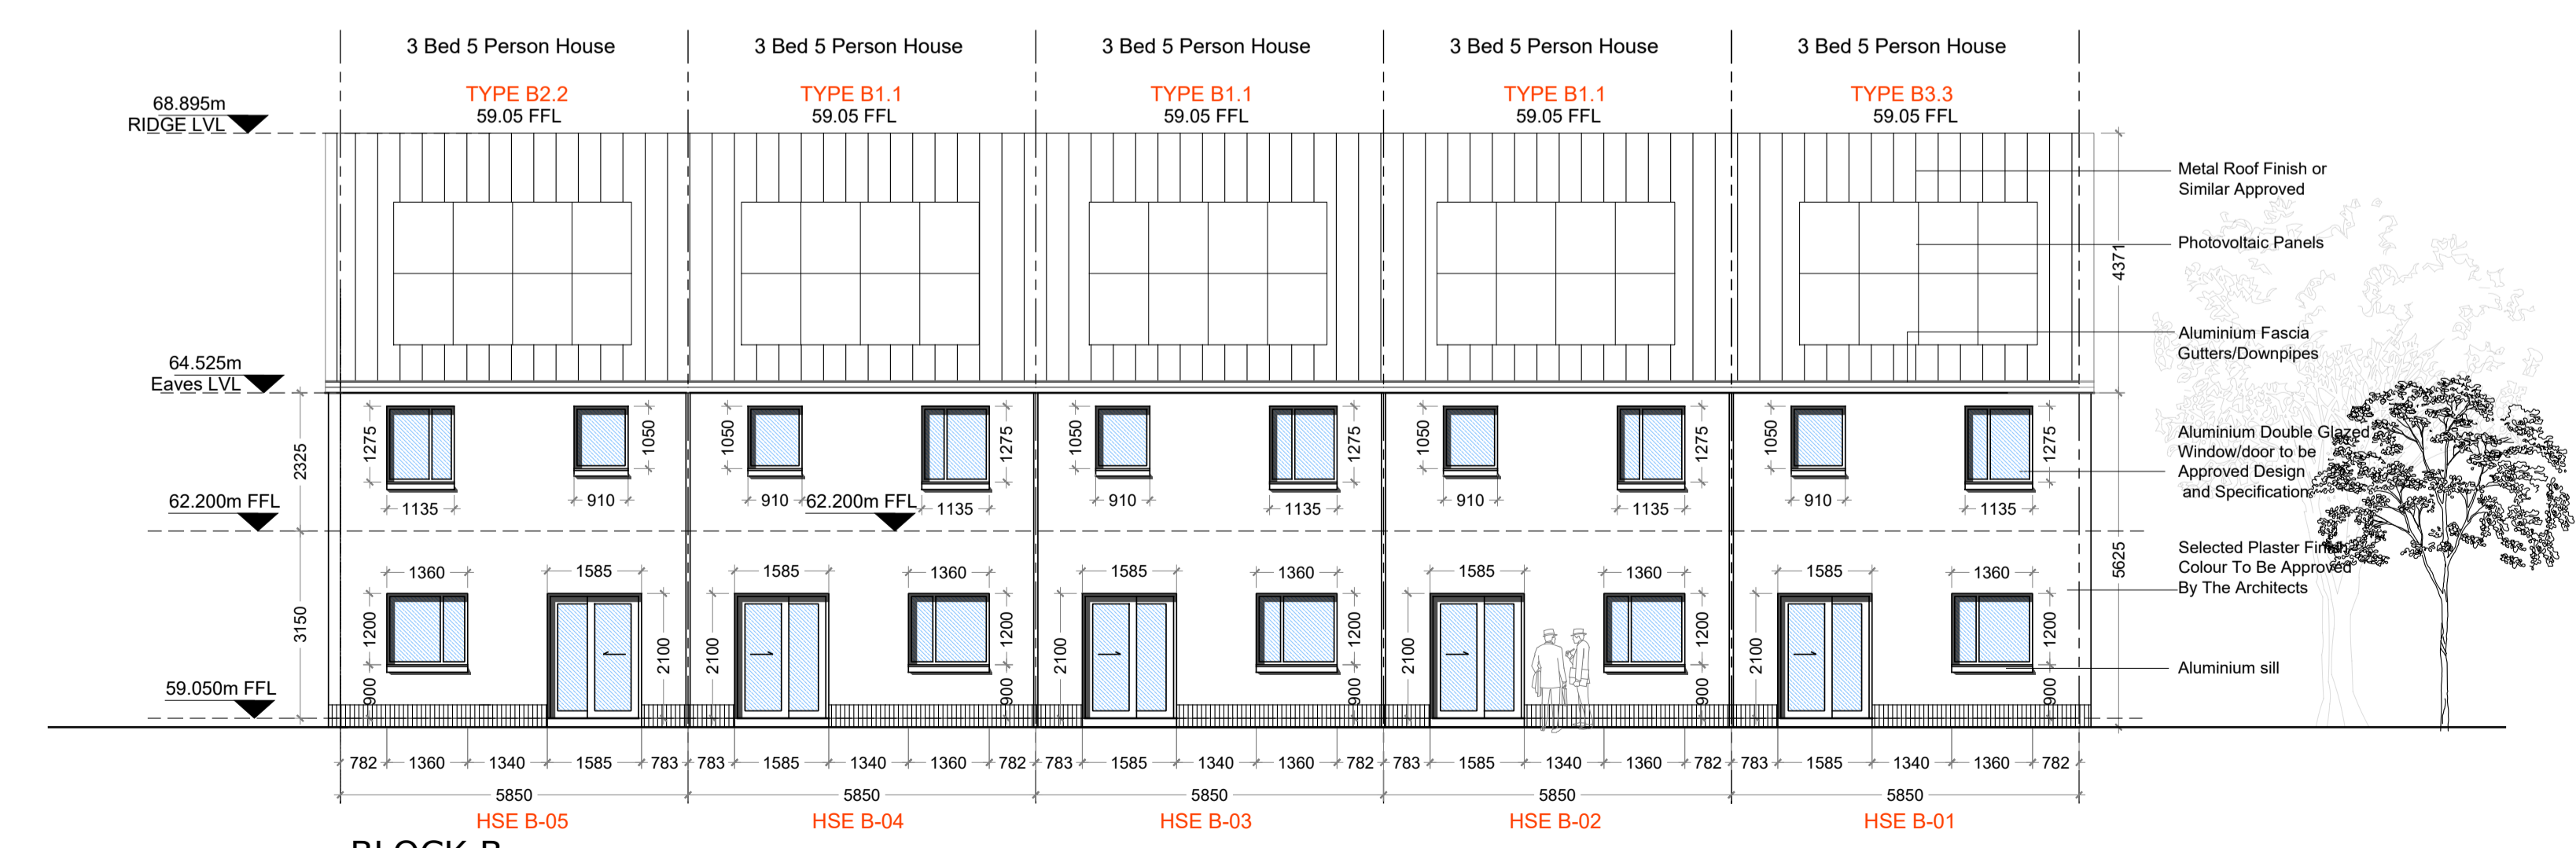 3 Bed 5 Person House 3 Bed 5 Person House 3 Bed 5 Person House 3 Bed 5 Person House 3 Bed 5 Person House
TYPE B2.2 TYPE B1.1 TYPE B1.1 TYPE B1.1 TYPE B3.3
59.05 FFL 59.05 FFL 59.05 FFL 59.05 FFL 59.05 FFL
68.895m
RIDGE LVL
Metal Roof Finish or
Similar Approved
Photovoltaic Panels
4371
Aluminium Fascia
Gutters/Downpipes
64.525m
Eaves LVL
2325
1275 1050 1050 1275 1050 1275 1050 1275 1050 1275
1135 910 910 1135 910 1135 910 1135 910 1135
Aluminium Double Glazed
Window/door to be
Approved Design
and Specification
62.200m FFL 62.200m FFL
Selected Plaster Finish
Colour To Be Approved
By The Architects
5625
3150
1360 1585 1585 1360 1585 1360 1585 1360 1585 1360
1200 2100 2100 1200 2100 1200 2100 1200 2100 1200
900 900 900 900 900
Aluminium sill
59.050m FFL
782 1360 1340 1585 783 783 1585 1340 1360 782 783 1585 1340 1360 782 783 1585 1340 1360 782 783 1585 1340 1360 782
5850 5850 5850 5850 5850
HSE B-05 HSE B-04 HSE B-03 HSE B-02 HSE B-01
BLOCK B